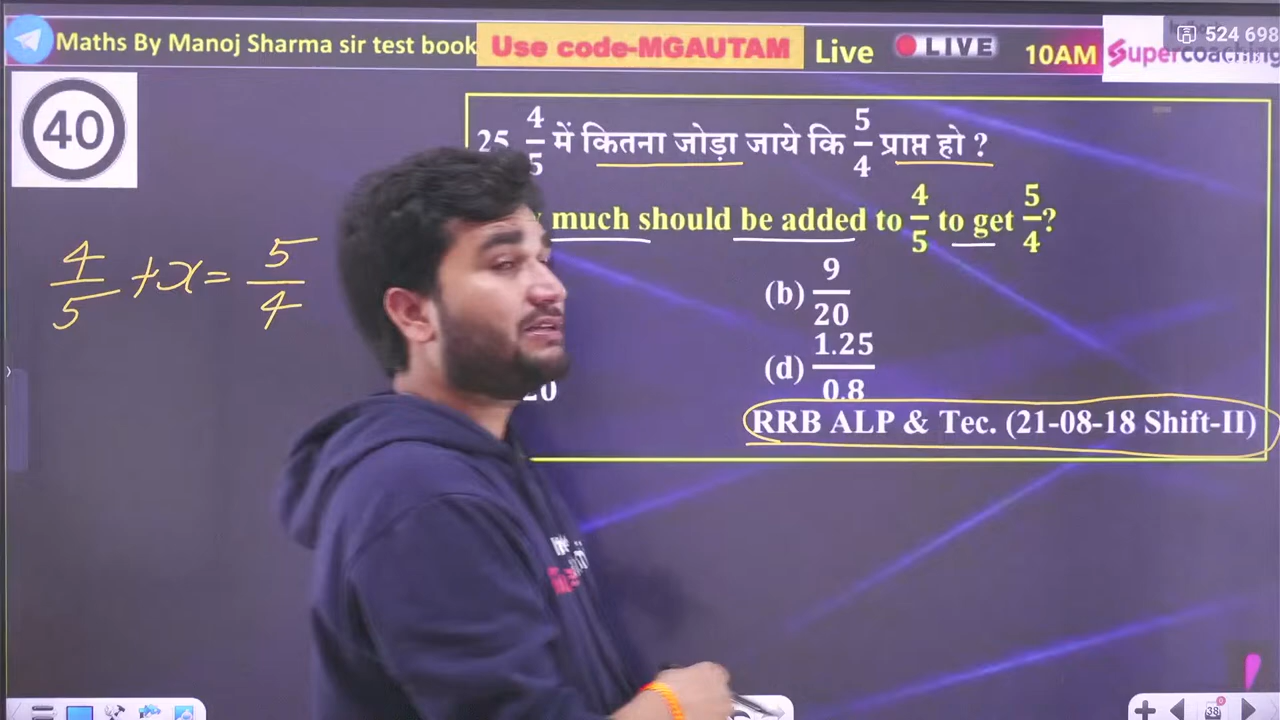 Maths By Manoj Sharma sir test book Use code-MGAUTAM Live LIVE 10AM Supercoaching
524 698
40
25 4/5 में कितना जोड़ा जाये कि 5/4 प्राप्त हो ?
much should be added to 4/5 to get 5/4?
4/5 + x = 5/4
(b) 9/20
(d) 1.25/0.8
20
RRB ALP & Tec. (21-08-18 Shift-II)
38